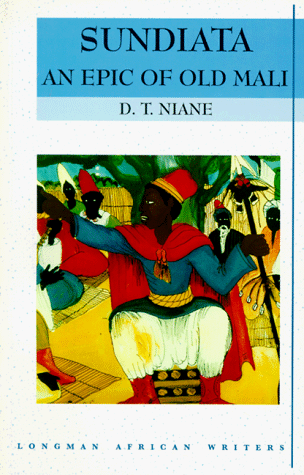 SUNDIATA
AN EPIC OF OLD MALI
D. T. NIANE
LONGMAN AFRICAN WRITERS